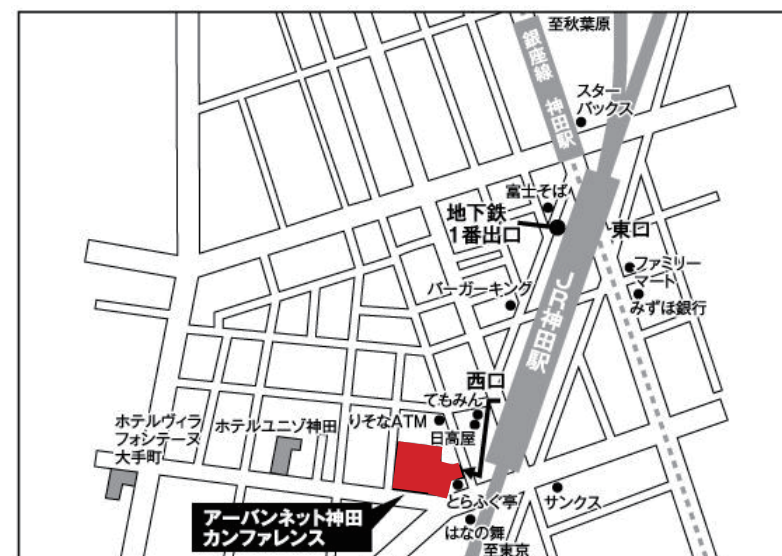 至秋葉原
銀座線 神田駅
スター
バックス
富士そば
地下鉄
1番出口
東口
ファミリー
マート
みずほ銀行
バーガーキング
JR神田駅
西口
てもみん
りそなATM
日高屋
ホテルヴィラ
フォンテーヌ
大手町
ホテルユニゾ神田
とらふぐ亭
サンクス
はなの舞
アーバンネット神田
カンファレンス
至東京